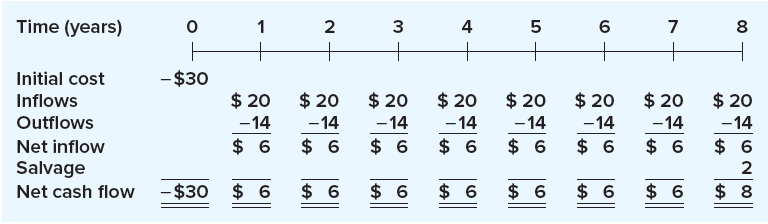 Time (years) 0 1 2 3 4 5 6 7 8
Initial cost −$30
Inflows $ 20 $ 20 $ 20 $ 20 $ 20 $ 20 $ 20 $ 20
Outflows −14 −14 −14 −14 −14 −14 −14 −14
Net inflow $ 6 $ 6 $ 6 $ 6 $ 6 $ 6 $ 6 $ 6
Salvage 2
Net cash flow −$30 $ 6 $ 6 $ 6 $ 6 $ 6 $ 6 $ 6 $ 8